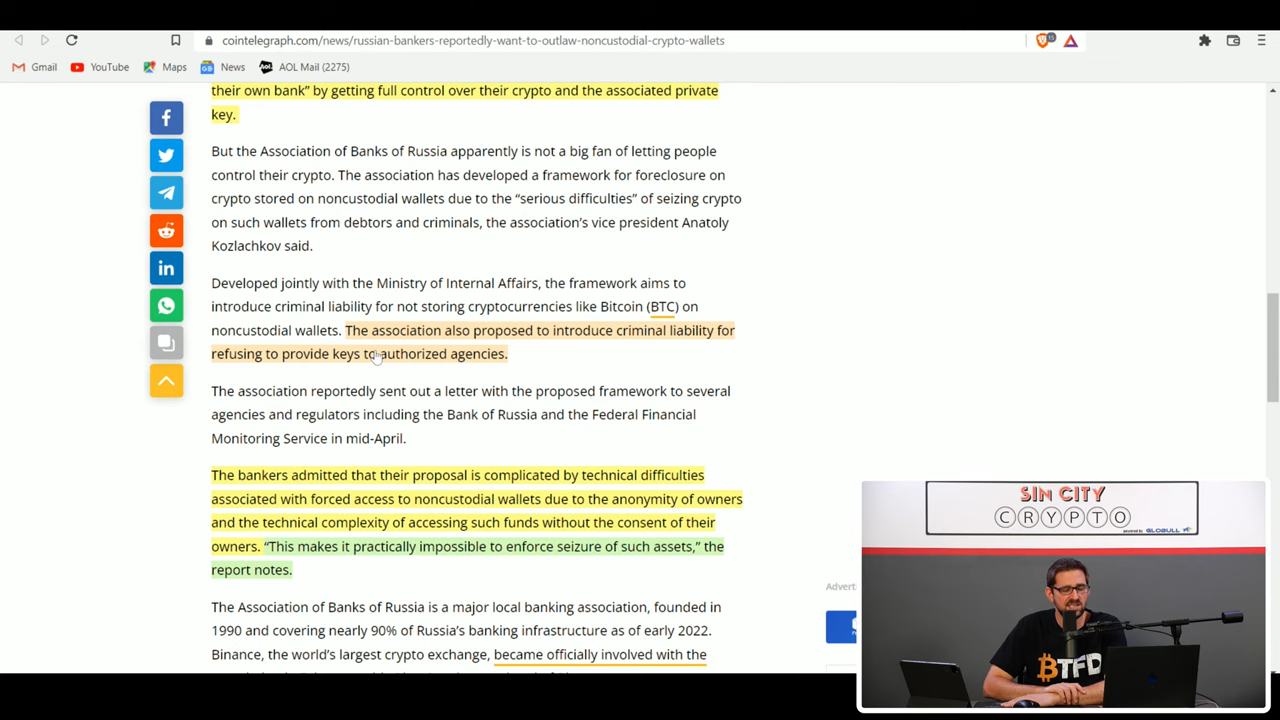 cointelegraph.com/news/russian-bankers-reportedly-want-to-outlaw-noncustodial-crypto-wallets
15
Gmail
YouTube
Maps
News
Aol.
AOL Mail (2275)
their own bank” by getting full control over their crypto and the associated private
key.
But the Association of Banks of Russia apparently is not a big fan of letting people
control their crypto. The association has developed a framework for foreclosure on
crypto stored on noncustodial wallets due to the “serious difficulties” of seizing crypto
on such wallets from debtors and criminals, the association’s vice president Anatoly
Kozlachkov said.
Developed jointly with the Ministry of Internal Affairs, the framework aims to
introduce criminal liability for not storing cryptocurrencies like Bitcoin (BTC) on
noncustodial wallets. The association also proposed to introduce criminal liability for
refusing to provide keys to authorized agencies.
The association reportedly sent out a letter with the proposed framework to several
agencies and regulators including the Bank of Russia and the Federal Financial
Monitoring Service in mid-April.
The bankers admitted that their proposal is complicated by technical difficulties
associated with forced access to noncustodial wallets due to the anonymity of owners
and the technical complexity of accessing such funds without the consent of their
owners. “This makes it practically impossible to enforce seizure of such assets,” the
report notes.
The Association of Banks of Russia is a major local banking association, founded in
1990 and covering nearly 90% of Russia’s banking infrastructure as of early 2022.
Binance, the world’s largest crypto exchange, became officially involved with the
Advert
SIN CITY
CRYPTO
powered by GLOBULL
BTFD